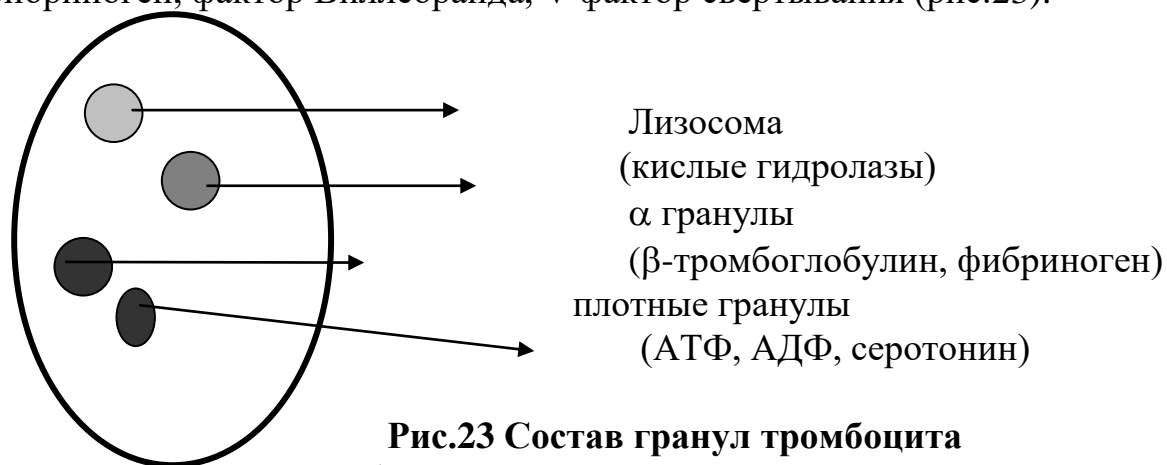 фибриноген, фактор Виллебранда, V фактор свертывания (рис.23).
Лизосома
(кислые гидролазы)
α гранулы
(β-тромбоглобулин, фибриноген)
плотные гранулы
(АТФ, АДФ, серотонин)
Рис.23 Состав гранул тромбоцита